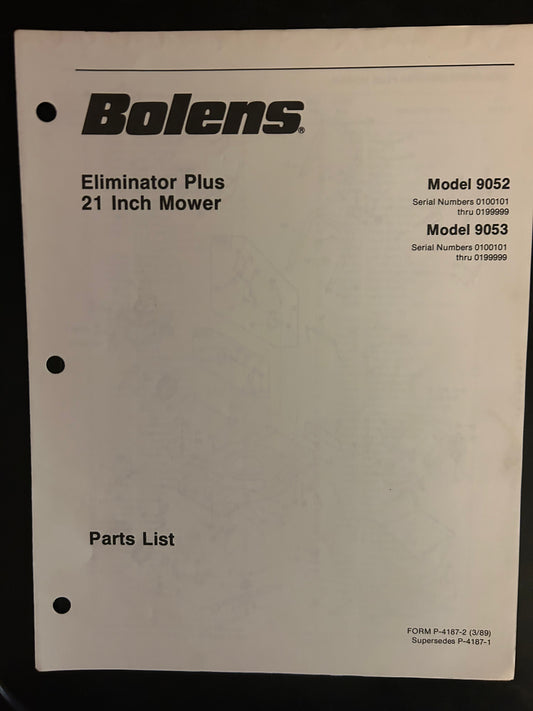 Bolens®
Eliminator Plus
21 Inch Mower
Model 9052
Serial Numbers 0100101
thru 0199999
Model 9053
Serial Numbers 0100101
thru 0199999
Parts List
FORM P-4187-2 (3/89)
Supersedes P-4187-1